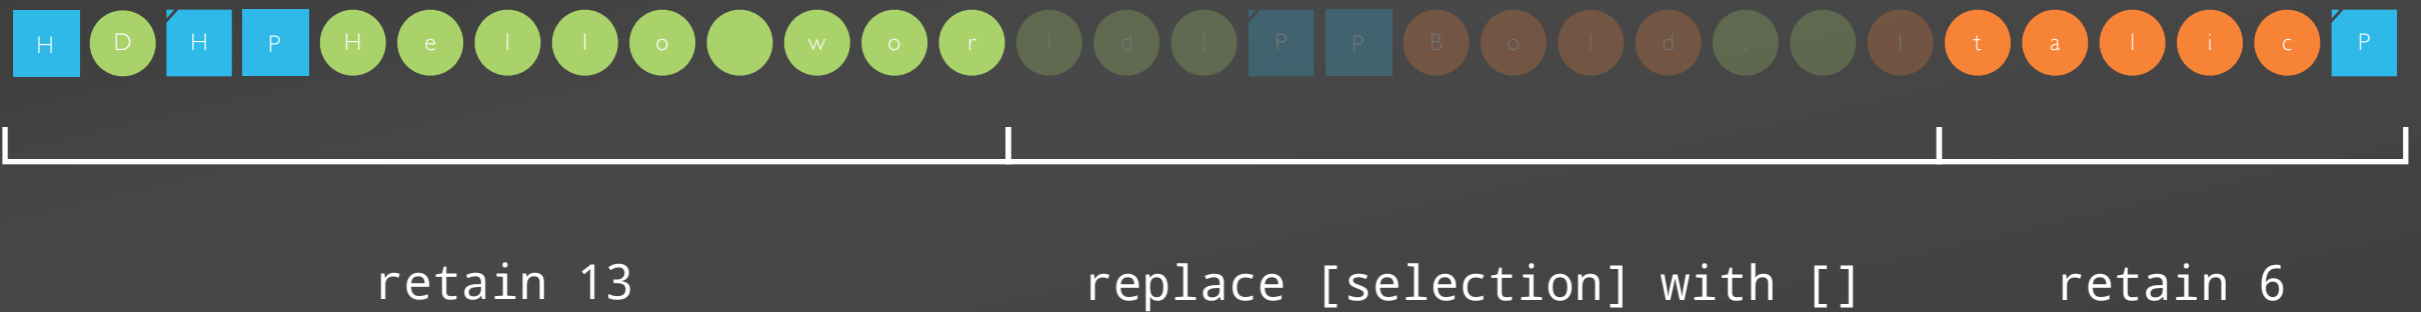 H D H P H e l l o w o r l d ! P P B o l d , I t a l i c P
retain 13 replace [selection] with [] retain 6